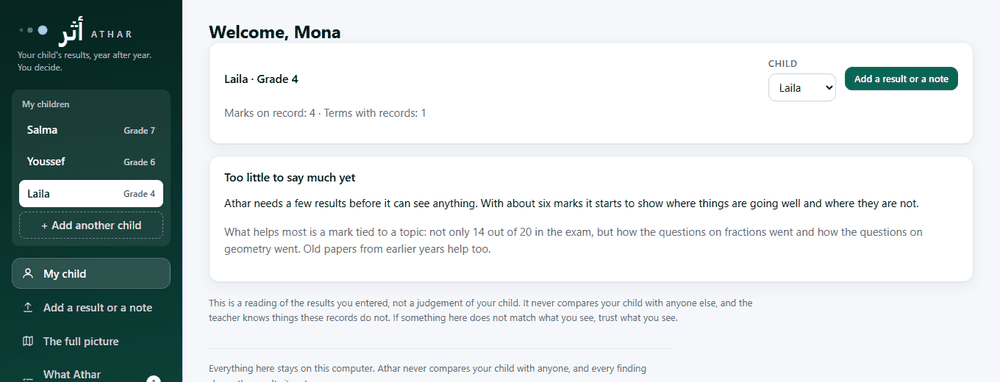 أثر ATHAR
Your child's results, year after year.
You decide.
My children
Salma Grade 7
Youssef Grade 6
Laila Grade 4
+ Add another child
My child
Add a result or a note
The full picture
What Athar
Welcome, Mona
Laila · Grade 4
CHILD
Laila
Add a result or a note
Marks on record: 4 · Terms with records: 1
Too little to say much yet
Athar needs a few results before it can see anything. With about six marks it starts to show where things are going well and where they are not.
What helps most is a mark tied to a topic: not only 14 out of 20 in the exam, but how the questions on fractions went and how the questions on
geometry went. Old papers from earlier years help too.
This is a reading of the results you entered, not a judgement of your child. It never compares your child with anyone else, and the
teacher knows things these records do not. If something here does not match what you see, trust what you see.
Everything here stays on this computer. Athar never compares your child with anyone, and every finding